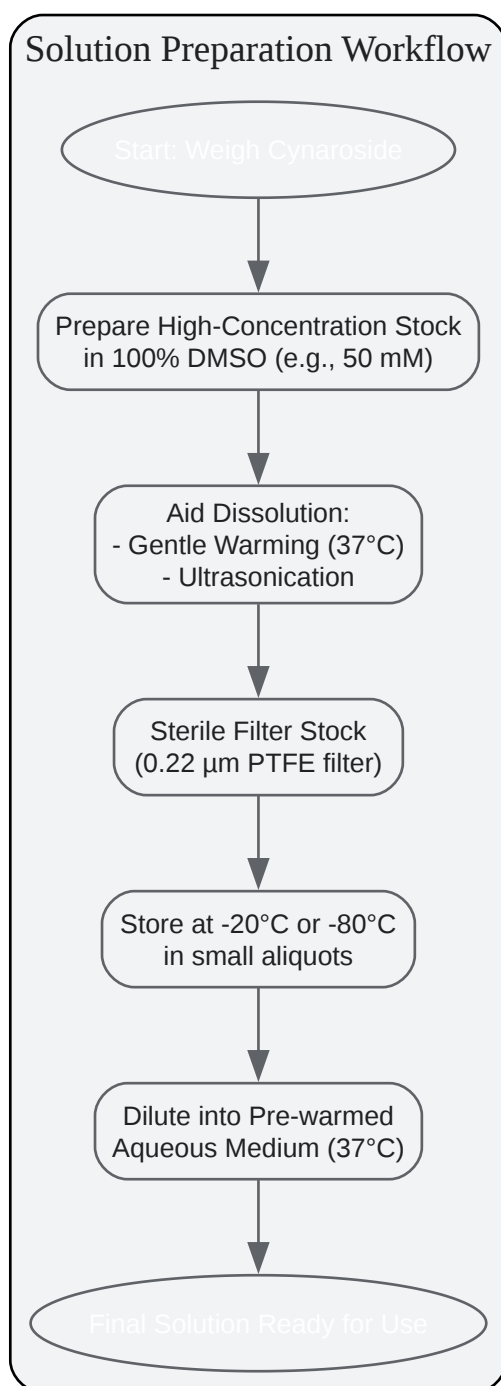 Solution Preparation Workflow
Start: Weigh Cynaroside
Prepare High-Concentration Stock
in 100% DMSO (e.g., 50 mM)
Aid Dissolution:
- Gentle Warming (37°C)
- Ultrasonication
Sterile Filter Stock
(0.22 µm PTFE filter)
Store at -20°C or -80°C
in small aliquots
Dilute into Pre-warmed
Aqueous Medium (37°C)
Final Solution Ready for Use